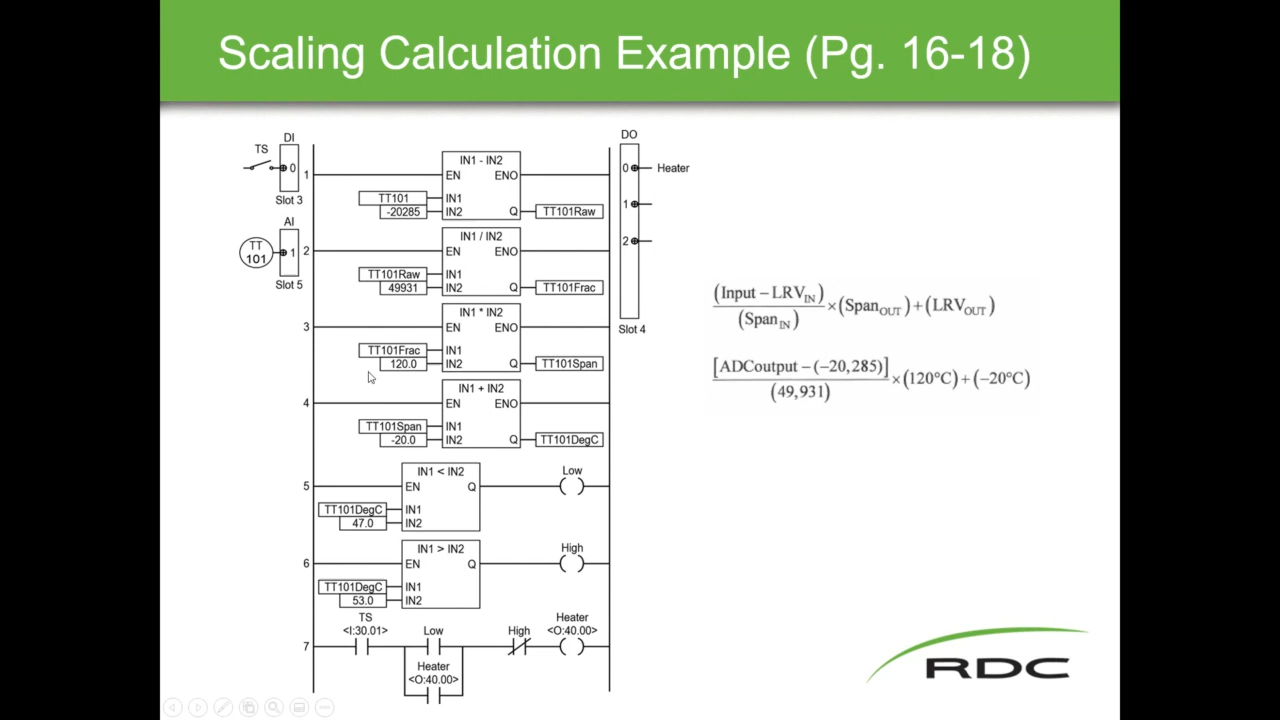 Scaling Calculation Example (Pg. 16-18)
DI
TS
0
Slot 3
AI
TT
101
1
Slot 5
DO
0
Heater
1
2
Slot 4
1
IN1 - IN2
EN ENO
TT101 IN1
-20285 IN2 Q TT101Raw
2
IN1 / IN2
EN ENO
TT101Raw IN1
49931 IN2 Q TT101Frac
3
IN1 * IN2
EN ENO
TT101Frac IN1
120.0 IN2 Q TT101Span
4
IN1 + IN2
EN ENO
TT101Span IN1
-20.0 IN2 Q TT101DegC
5
IN1 < IN2
Low
EN Q
TT101DegC IN1
47.0 IN2
6
IN1 > IN2
High
EN Q
TT101DegC IN1
53.0 IN2
7
TS
<I:30.01>
Low
High
Heater
<O:40.00>
Heater
<O:40.00>
(Input – LRVIN)
(SpanIN)
×(SpanOUT)+(LRVOUT)
[ADCoutput –(–20,285)]
(49,931)
×(120°C)+(–20°C)
RDC